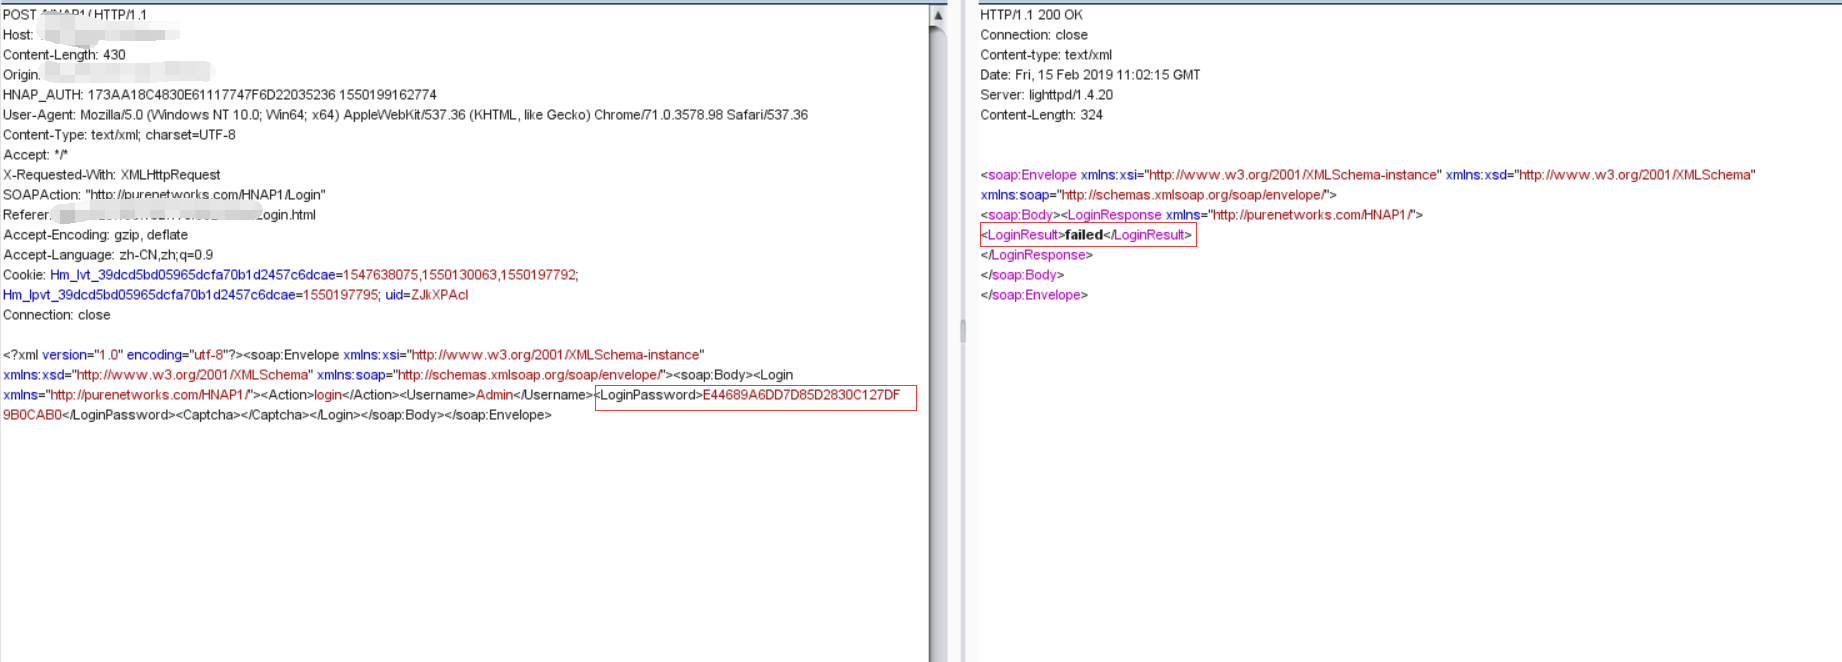 POST /HNAP1/ HTTP/1.1
Host:
Content-Length: 430
Origin:
HNAP_AUTH: 173AA18C4830E61117747F6D22035236 1550199162774
User-Agent: Mozilla/5.0 (Windows NT 10.0; Win64; x64) AppleWebKit/537.36 (KHTML, like Gecko) Chrome/71.0.3578.98 Safari/537.36
Content-Type: text/xml; charset=UTF-8
Accept: */*
X-Requested-With: XMLHttpRequest
SOAPAction: "http://purenetworks.com/HNAP1/Login"
Referer: Login.html
Accept-Encoding: gzip, deflate
Accept-Language: zh-CN,zh;q=0.9
Cookie: Hm_lvt_39dcd5bd05965dcfa70b1d2457c6dcae=1547638075,1550130063,1550197792;
Hm_lpvt_39dcd5bd05965dcfa70b1d2457c6dcae=1550197795; uid=ZJkXPAcI
Connection: close
<?xml version="1.0" encoding="utf-8"?><soap:Envelope xmlns:xsi="http://www.w3.org/2001/XMLSchema-instance"
xmlns:xsd="http://www.w3.org/2001/XMLSchema" xmlns:soap="http://schemas.xmlsoap.org/soap/envelope/"><soap:Body><Login
xmlns="http://purenetworks.com/HNAP1/"><Action>login</Action><Username>Admin</Username><LoginPassword>E44689A6DD7D85D2830C127DF
9B0CAB0</LoginPassword><Captcha></Captcha></Login></soap:Body></soap:Envelope>
HTTP/1.1 200 OK
Connection: close
Content-type: text/xml
Date: Fri, 15 Feb 2019 11:02:15 GMT
Server: lighttpd/1.4.20
Content-Length: 324
<soap:Envelope xmlns:xsi="http://www.w3.org/2001/XMLSchema-instance" xmlns:xsd="http://www.w3.org/2001/XMLSchema"
xmlns:soap="http://schemas.xmlsoap.org/soap/envelope/">
<soap:Body><LoginResponse xmlns="http://purenetworks.com/HNAP1/">
<LoginResult>failed</LoginResult>
</LoginResponse>
</soap:Body>
</soap:Envelope>